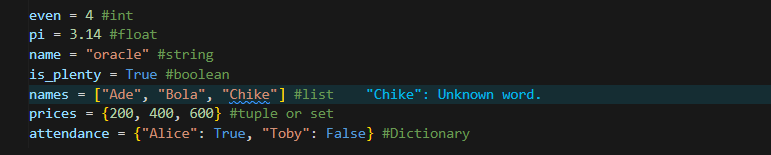 even = 4 #int
pi = 3.14 #float
name = "oracle" #string
is_plenty = True #boolean
names = ["Ade", "Bola", "Chike"] #list "Chike": Unknown word.
prices = {200, 400, 600} #tuple or set
attendance = {"Alice": True, "Toby": False} #Dictionary